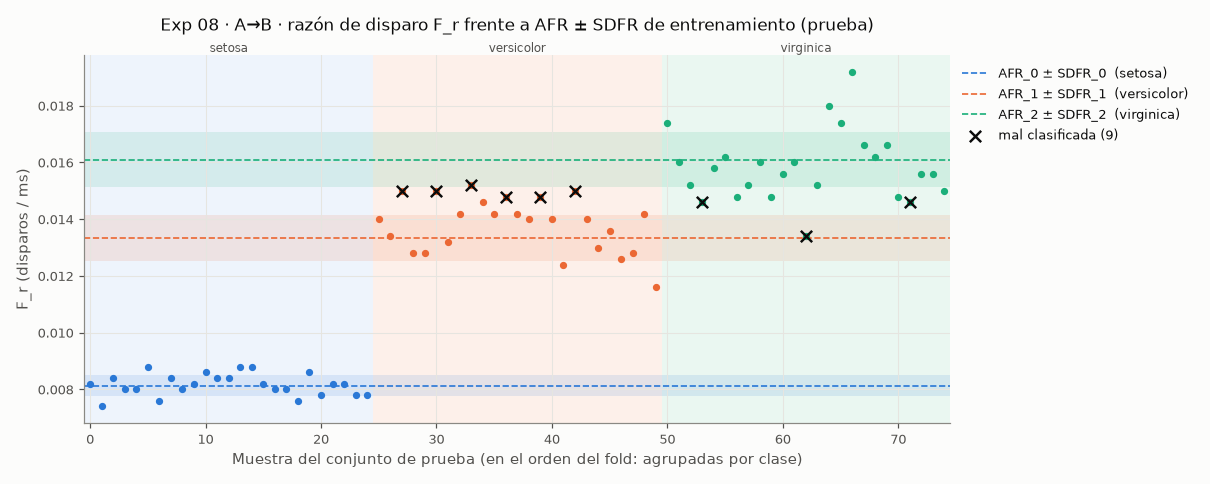 Exp 08 · A→B · razón de disparo F_r frente a AFR ± SDFR de entrenamiento (prueba)
setosa versicolor virginica
AFR_0 ± SDFR_0 (setosa)
AFR_1 ± SDFR_1 (versicolor)
AFR_2 ± SDFR_2 (virginica)
mal clasificada (9)
F_r (disparos / ms)
0.018
0.016
0.014
0.012
0.010
0.008
0 10 20 30 40 50 60 70
Muestra del conjunto de prueba (en el orden del fold: agrupadas por clase)